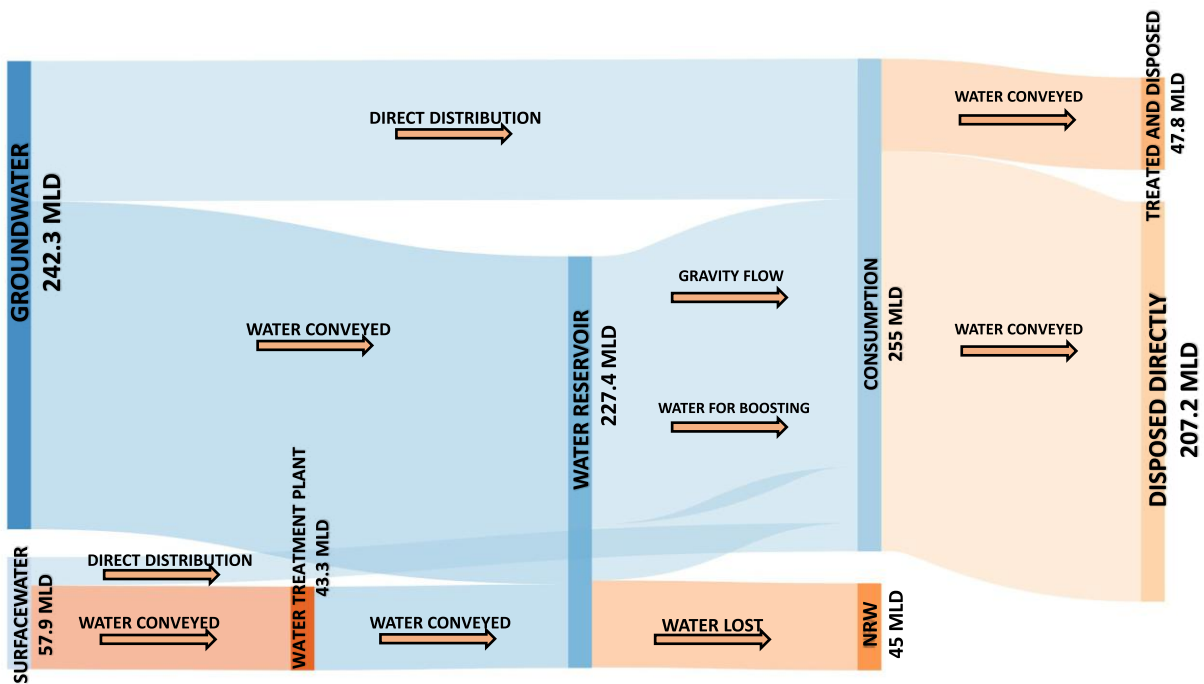 GROUNDWATER
242.3 MLD
SURFACEWATER
57.9 MLD
DIRECT DISTRIBUTION
WATER CONVEYED
DIRECT DISTRIBUTION
WATER CONVEYED
WATER TREATMENT PLANT
43.3 MLD
WATER CONVEYED
WATER RESERVOIR
227.4 MLD
GRAVITY FLOW
WATER FOR BOOSTING
WATER LOST
CONSUMPTION
255 MLD
NRW
45 MLD
WATER CONVEYED
WATER CONVEYED
TREATED AND DISPOSED
47.8 MLD
DISPOSED DIRECTLY
207.2 MLD